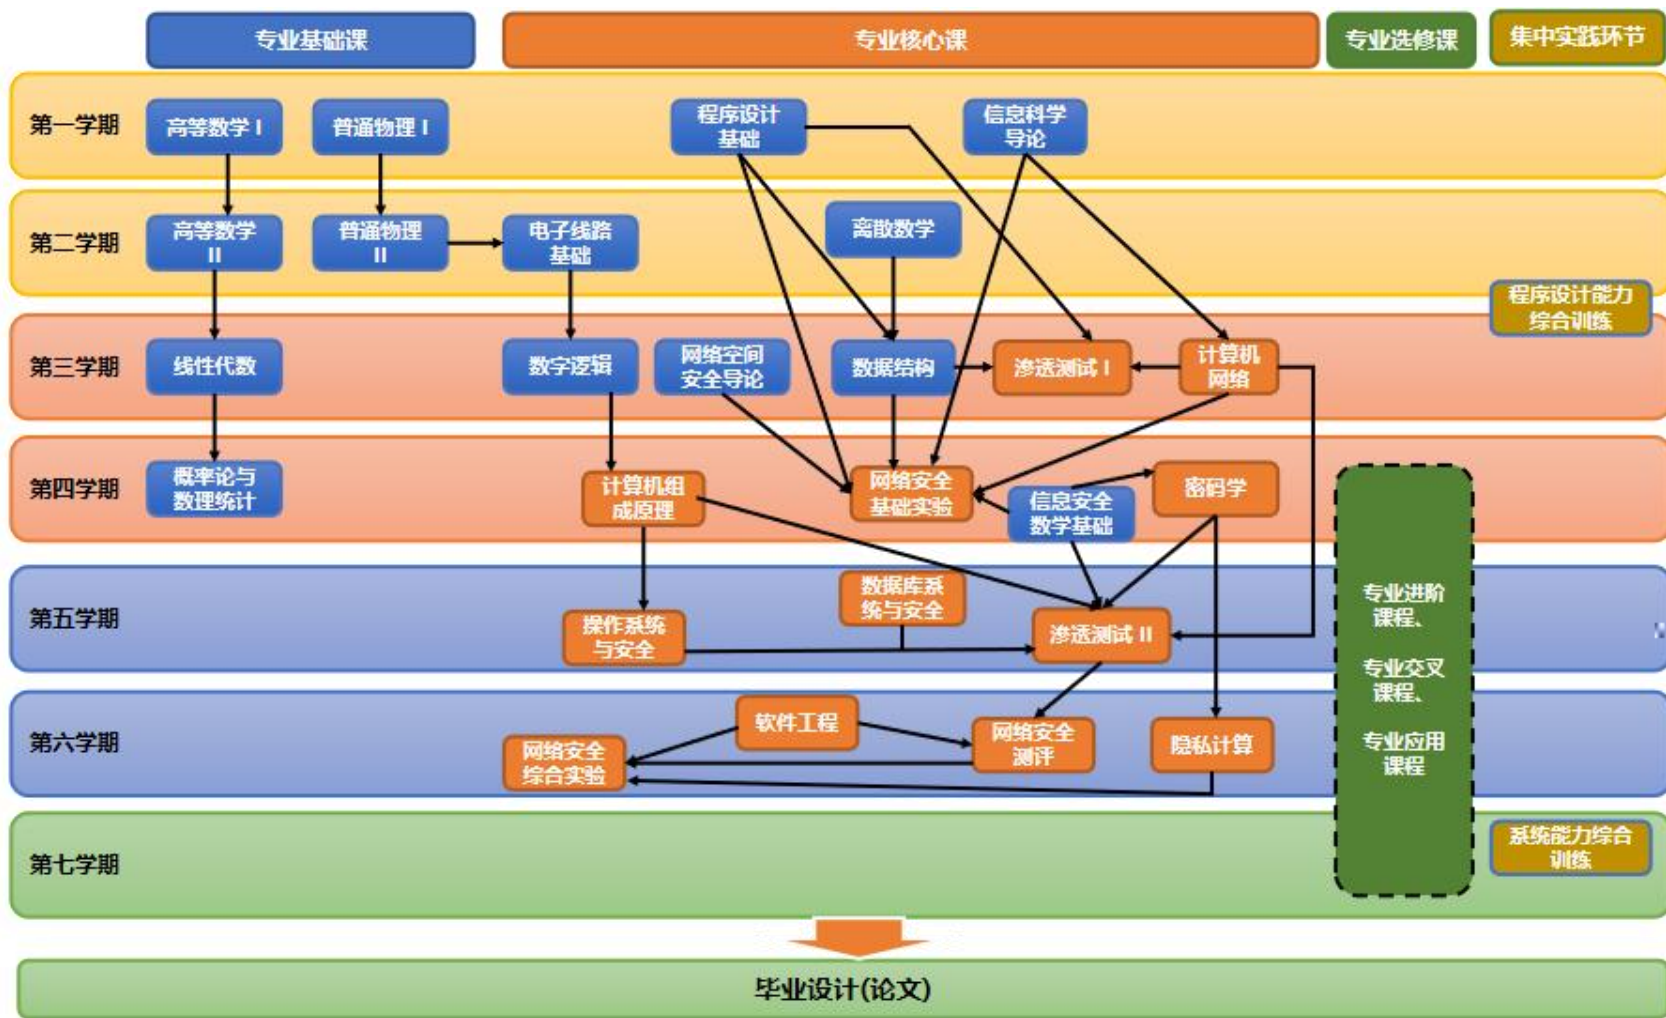 专业基础课
专业核心课
专业选修课
集中实践环节
第一学期
高等数学 I
普通物理 I
程序设计
基础
信息科学
导论
第二学期
高等数学
II
普通物理
II
电子线路
基础
离散数学
程序设计能力
综合训练
第三学期
线性代数
数字逻辑
网络空间
安全导论
数据结构
渗透测试 I
计算机
网络
第四学期
概率论与
数理统计
计算机组
成原理
网络安全
基础实验
信息安全
数学基础
密码学
第五学期
操作系统
与安全
数据库系
统与安全
渗透测试 II
专业进阶
课程、
专业交叉
课程、
专业应用
课程
第六学期
网络安全
综合实验
软件工程
网络安全
测评
隐私计算
第七学期
系统能力综合
训练
毕业设计(论文)